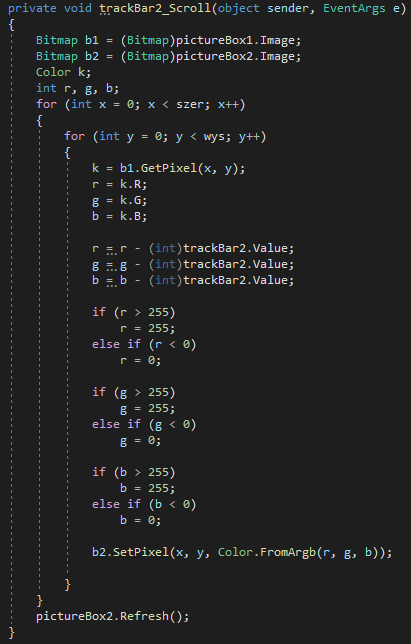 private void trackBar2_Scroll(object sender, EventArgs e)
{
    Bitmap b1 = (Bitmap)pictureBox1.Image;
    Bitmap b2 = (Bitmap)pictureBox2.Image;
    Color k;
    int r, g, b;
    for (int x = 0; x < szer; x++)
    {
        for (int y = 0; y < wys; y++)
        {
            k = b1.GetPixel(x, y);
            r = k.R;
            g = k.G;
            b = k.B;

            r = r - (int)trackBar2.Value;
            g = g - (int)trackBar2.Value;
            b = b - (int)trackBar2.Value;

            if (r > 255)
                r = 255;
            else if (r < 0)
                r = 0;

            if (g > 255)
                g = 255;
            else if (g < 0)
                g = 0;

            if (b > 255)
                b = 255;
            else if (b < 0)
                b = 0;

            b2.SetPixel(x, y, Color.FromArgb(r, g, b));

        }
    }
    pictureBox2.Refresh();
}